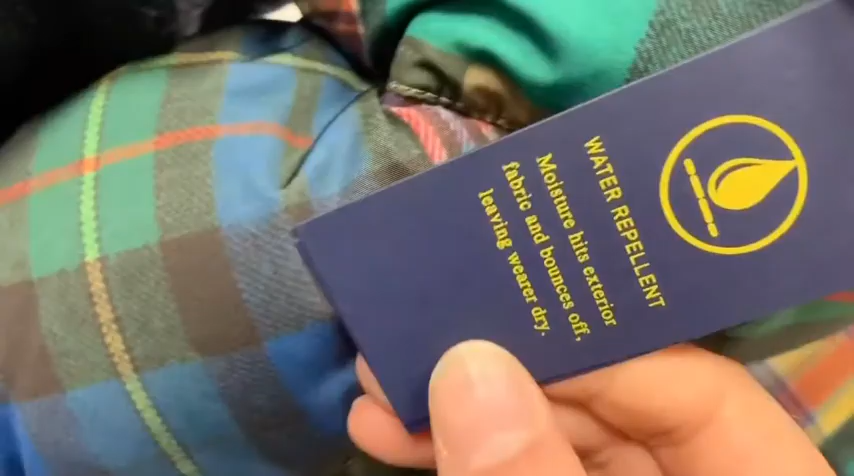 WATER REPELLENT
Moisture hits exterior
fabric and bounces off,
leaving wearer dry.